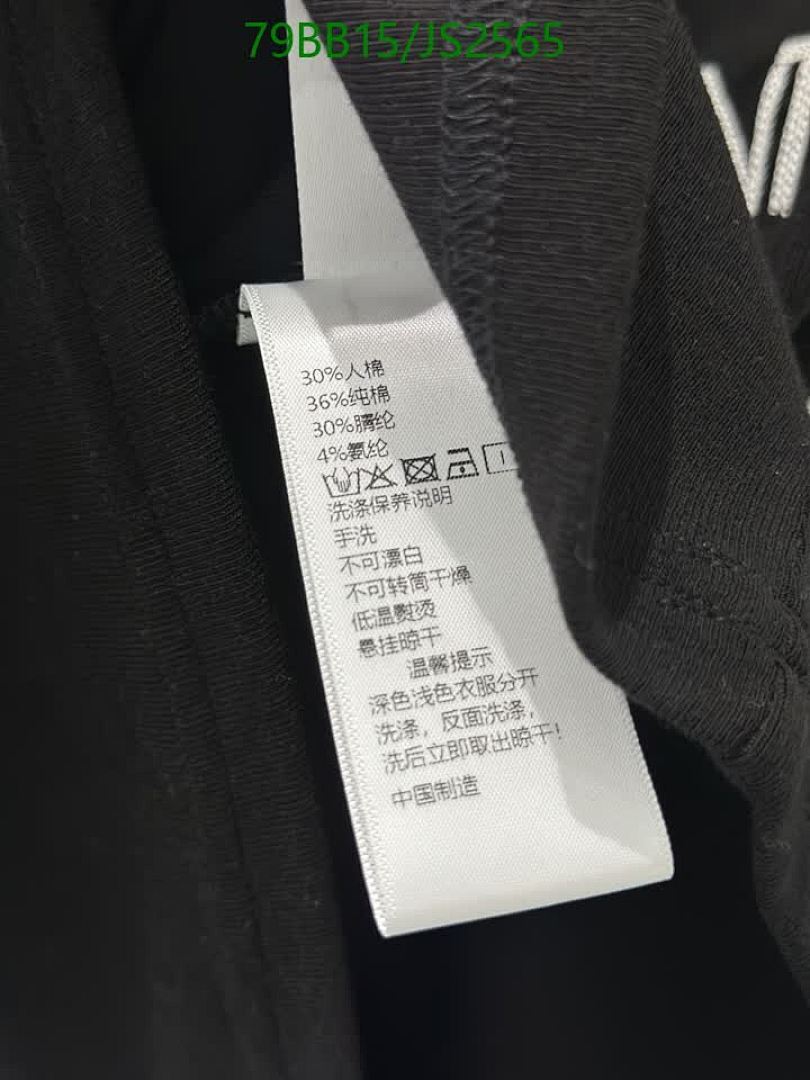 79BB15/JS2565
30%人棉
36%纯棉
30%腈纶
4%氨纶
洗涤保养说明
手洗
不可漂白
不可转筒干燥
低温熨烫
悬挂晾干
温馨提示
深色浅色衣服分开
洗涤，反面洗涤，
洗后立即取出晾干！
中国制造